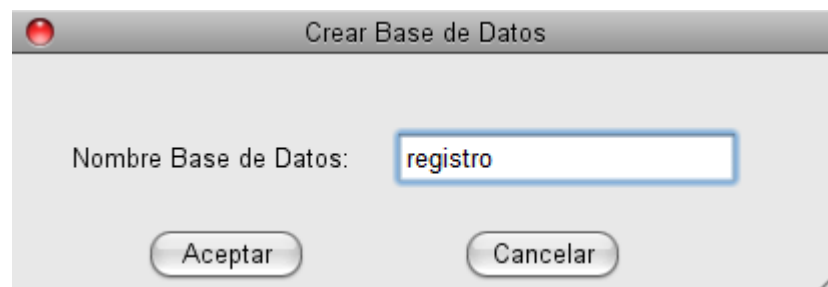 Crear Base de Datos
Nombre Base de Datos: registro
Aceptar Cancelar